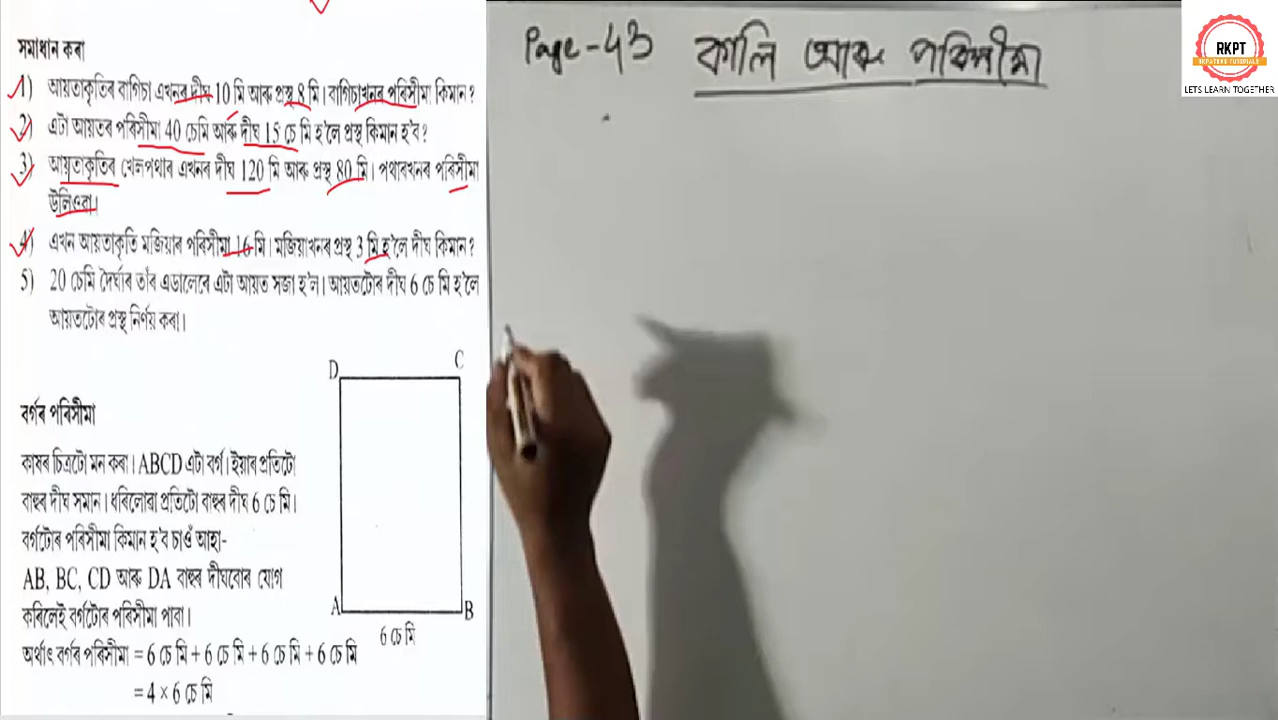 সমাধান কৰা
1) আয়তাকৃতিৰ বাগিচা এখনৰ দীঘ 10 মি আৰু প্ৰস্থ 8 মি। বাগিচাখনৰ পৰিসীমা কিমান?
2) এটা আয়তৰ পৰিসীমা 40 চেমি আৰু দীঘ 15 চে মি হ'লে প্ৰস্থ কিমান হ'ব?
3) আয়তাকৃতিৰ খেলপথাৰ এখনৰ দীঘ 120 মি আৰু প্ৰস্থ 80 মি। পথাৰখনৰ পৰিসীমা
উলিওৱা।
4) এখন আয়তাকৃতি মজিয়াৰ পৰিসীমা 16 মি। মজিয়াখনৰ প্ৰস্থ 3 মি হ'লে দীঘ কিমান?
5) 20 চেমি দৈৰ্ঘ্যৰ তাঁৰ এডালেৰে এটা আয়ত সজা হ'ল। আয়তটোৰ দীঘ 6 চে মি হ'লে
আয়তটোৰ প্ৰস্থ নিৰ্ণয় কৰা।
বৰ্গৰ পৰিসীমা
কাষৰ চিত্ৰটো মন কৰা। ABCD এটা বৰ্গ। ইয়াৰ প্ৰতিটো
বাহুৰ দীঘ সমান। ধৰিলোৱা প্ৰতিটো বাহুৰ দীঘ 6 চে মি।
বৰ্গটোৰ পৰিসীমা কিমান হ'ব চাওঁ আহা-
AB, BC, CD আৰু DA বাহুৰ দীঘবোৰ যোগ
কৰিলেই বৰ্গটোৰ পৰিসীমা পাবা।
অৰ্থাৎ বৰ্গৰ পৰিসীমা = 6 চে মি + 6 চে মি + 6 চে মি + 6 চে মি
= 4 × 6 চে মি
D C
A B
6 চে মি
Page - 43 কালি আৰু পৰিসীমা
RKPT
RKPATERE TUTORIALS
LETS LEARN TOGETHER